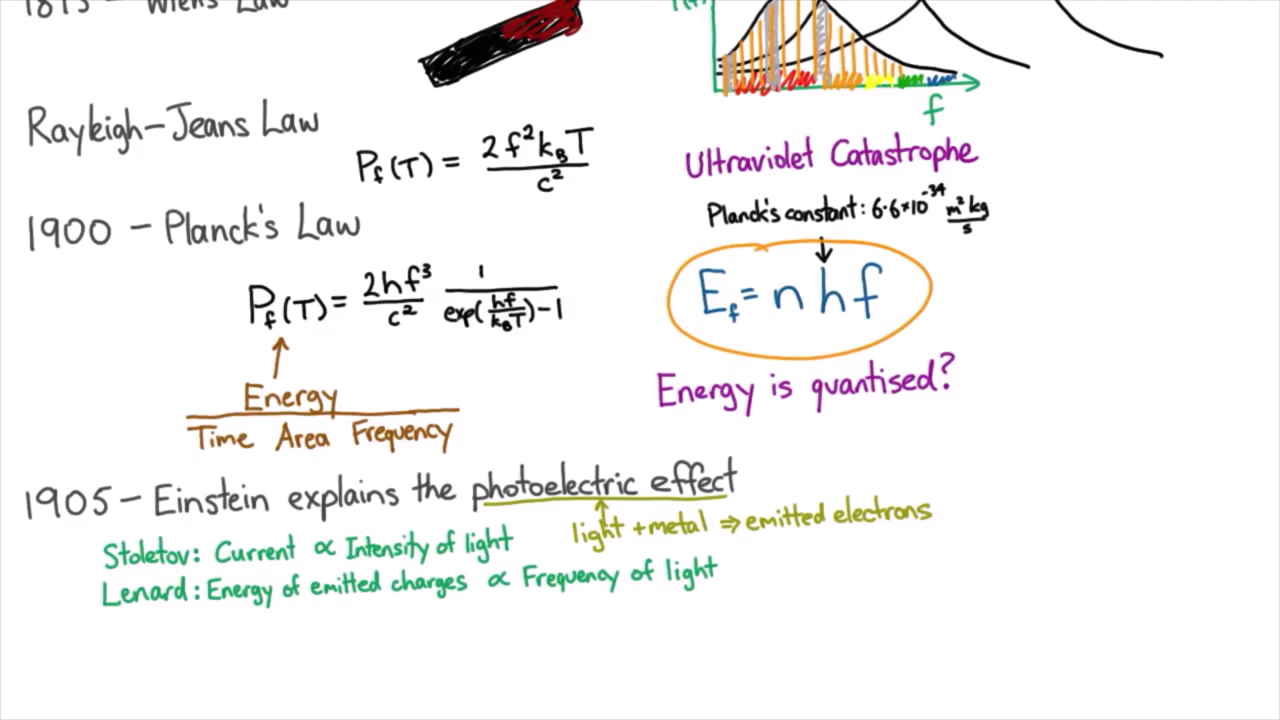 Rayleigh-Jeans Law
P_f(T) = 2f²k_BT / c²
Ultraviolet Catastrophe
1900 - Planck's Law
Planck's constant: 6·6×10⁻³⁴ m²kg/s
P_f(T) = 2hf³/c² 1/(exp(hf/k_BT)-1)
E_f = nhf
Energy is quantised?
Energy
Time Area Frequency
1905 - Einstein explains the photoelectric effect
light + metal ⇒ emitted electrons
Stoletov: Current ∝ Intensity of light
Lenard: Energy of emitted charges ∝ Frequency of light
f